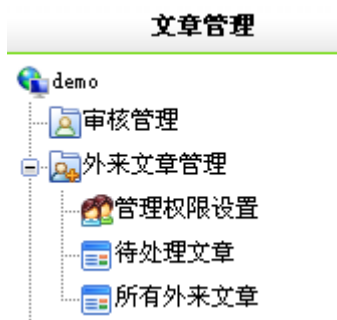 文章管理
demo
审核管理
外来文章管理
管理权限设置
待处理文章
所有外来文章